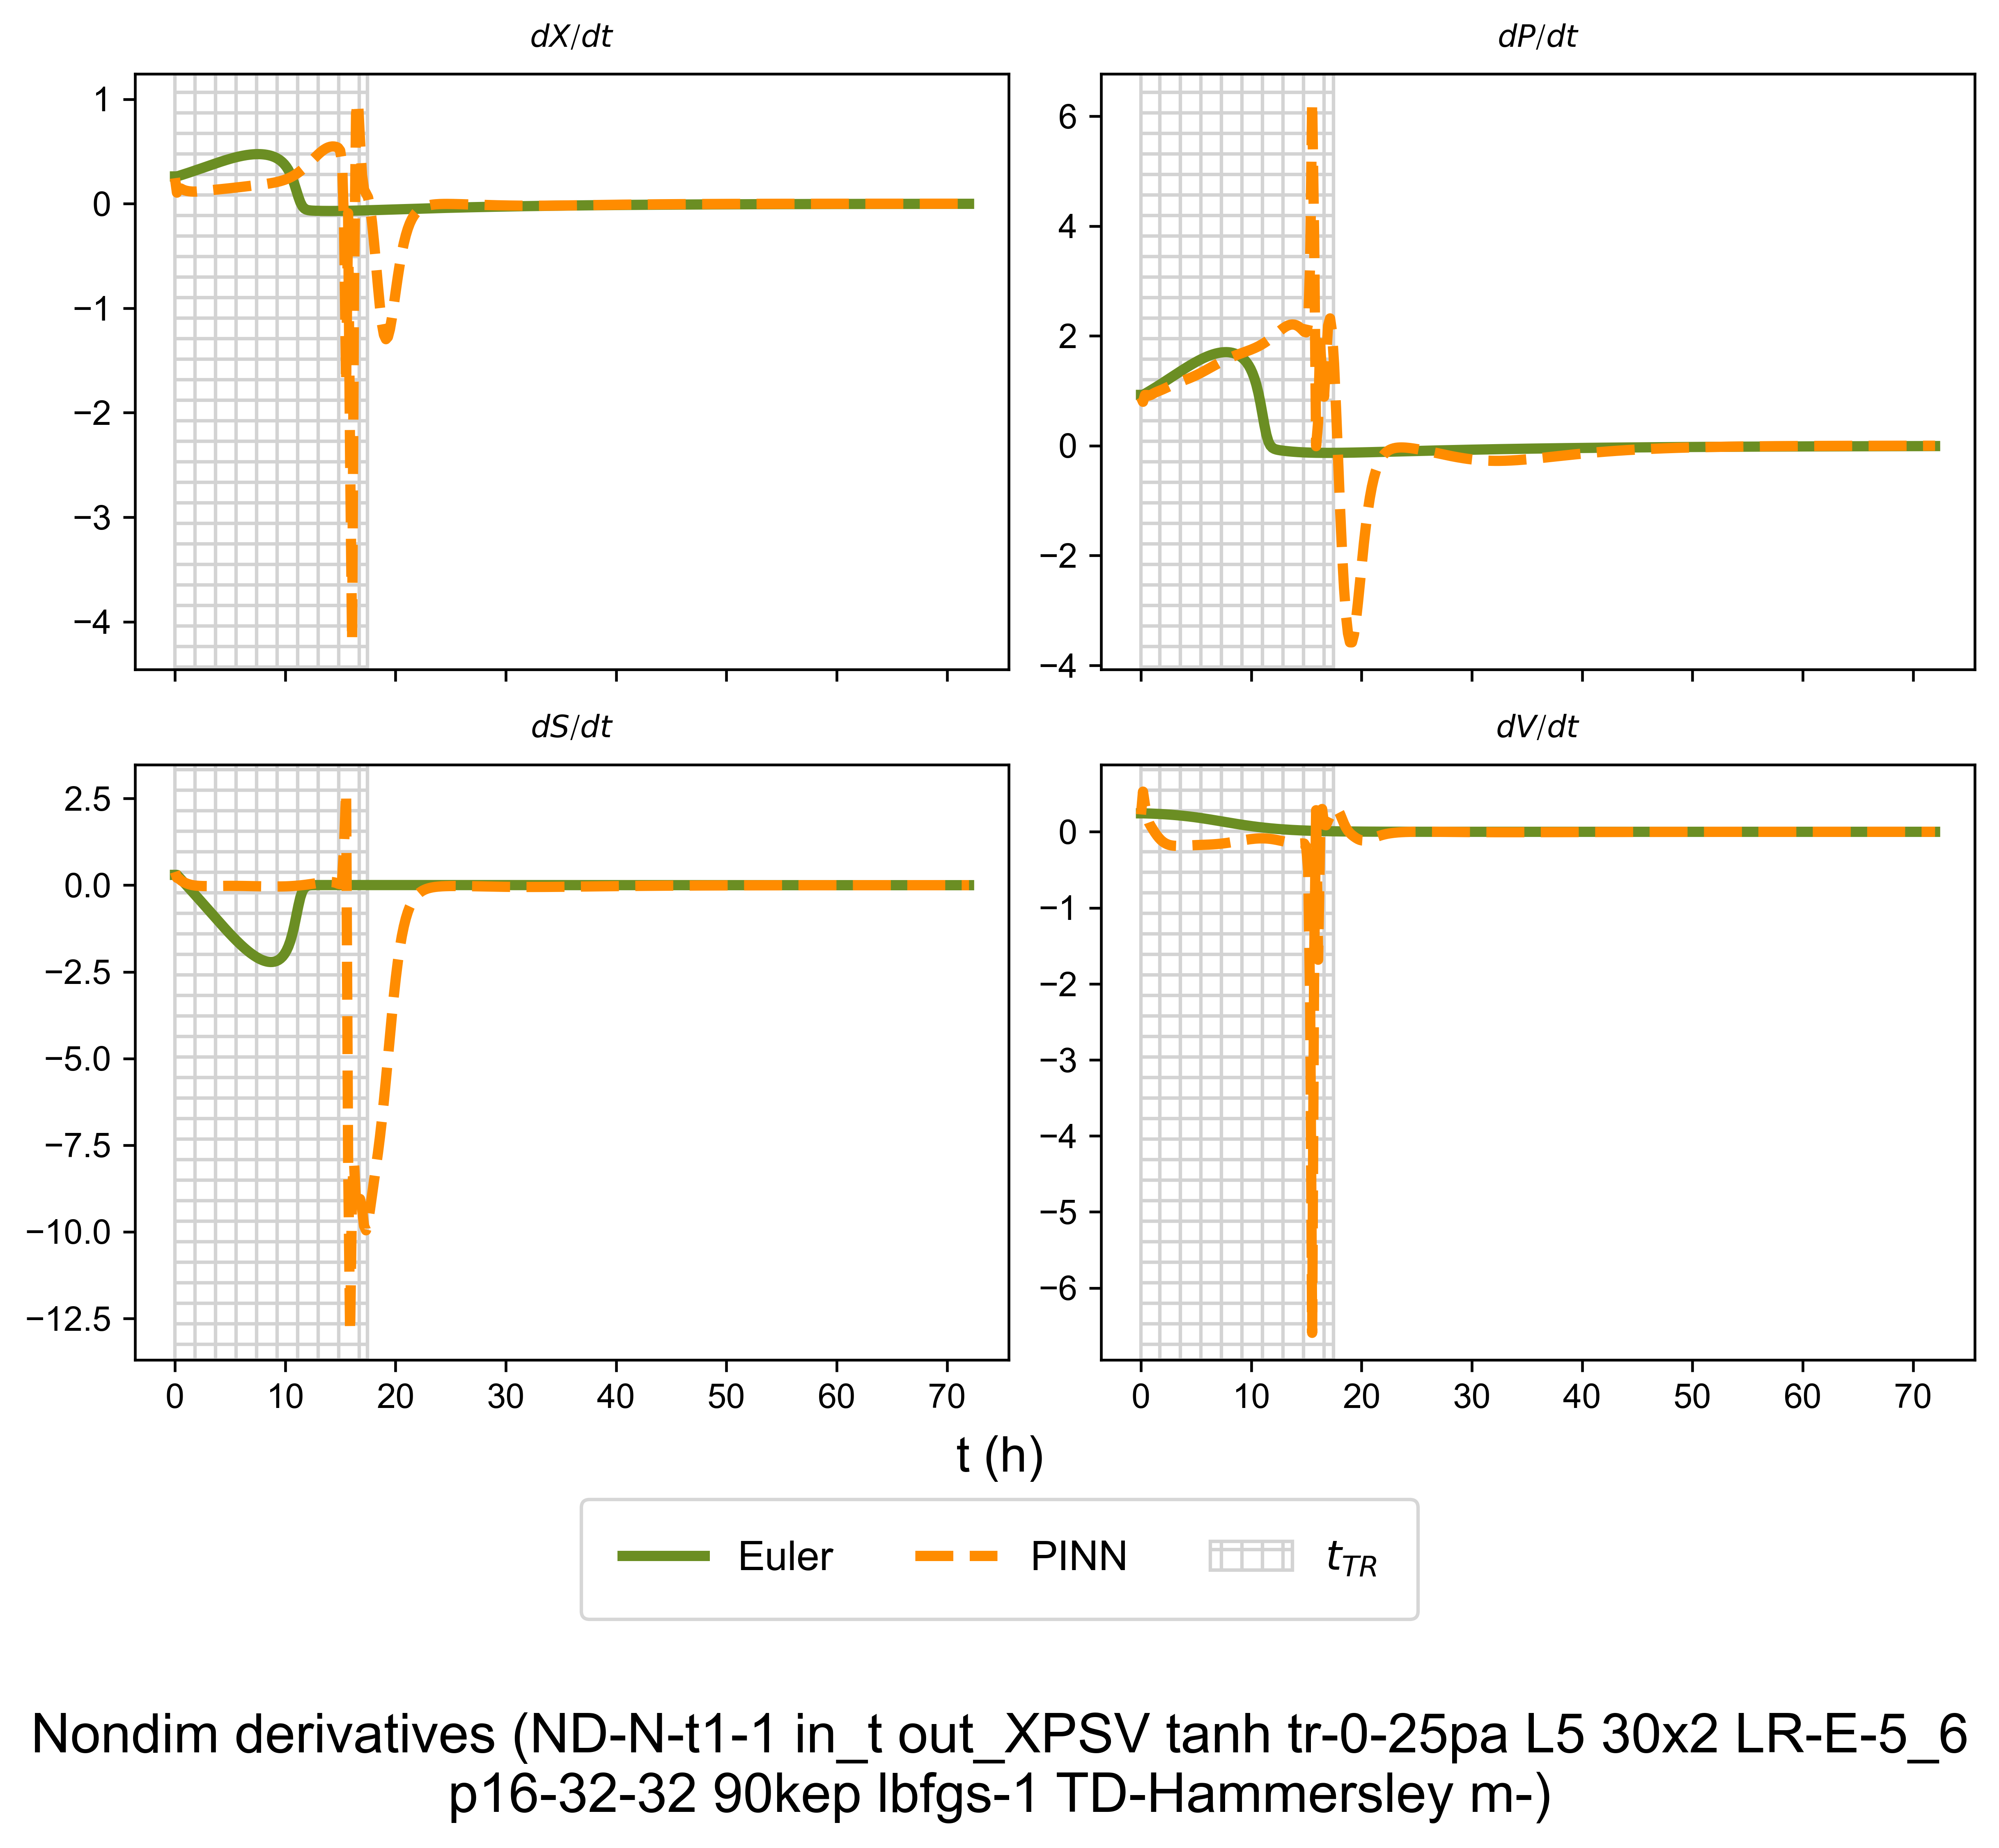 dX/dt
dP/dt
1
0
−1
−2
−3
−4
6
4
2
0
−2
−4
dS/dt
dV/dt
2.5
0.0
−2.5
−5.0
−7.5
−10.0
−12.5
0
−1
−2
−3
−4
−5
−6
0 10 20 30 40 50 60 70
0 10 20 30 40 50 60 70
t (h)
Euler PINN t_TR
Nondim derivatives (ND-N-t1-1 in_t out_XPSV tanh tr-0-25pa L5 30x2 LR-E-5_6
p16-32-32 90kep lbfgs-1 TD-Hammersley m-)